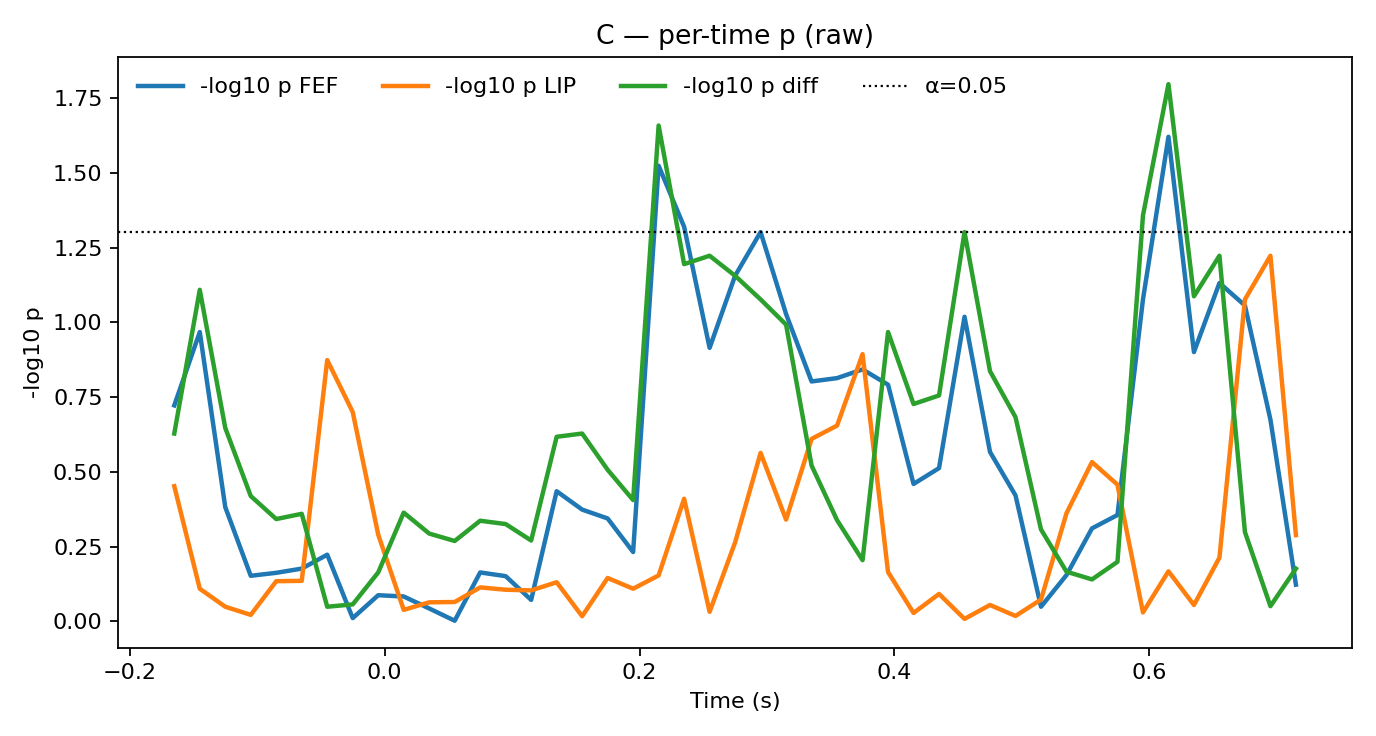 C — per-time p (raw)
-log10 p FEF -log10 p LIP -log10 p diff α=0.05
1.75
1.50
1.25
1.00
0.75
0.50
0.25
0.00
-log10 p
−0.2 0.0 0.2 0.4 0.6
Time (s)